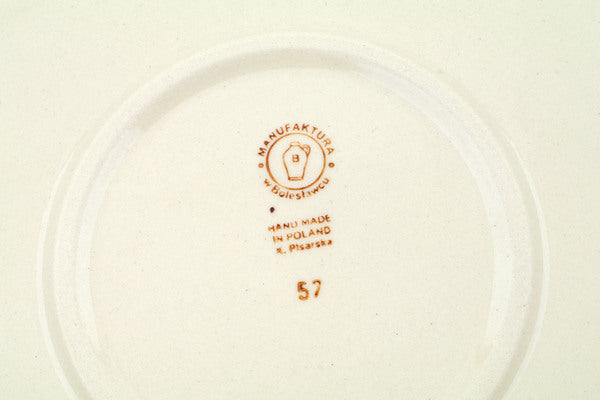 MANUFAKTURA
B
w Bolesławcu
HAND MADE
IN POLAND
K. Pisarska
57